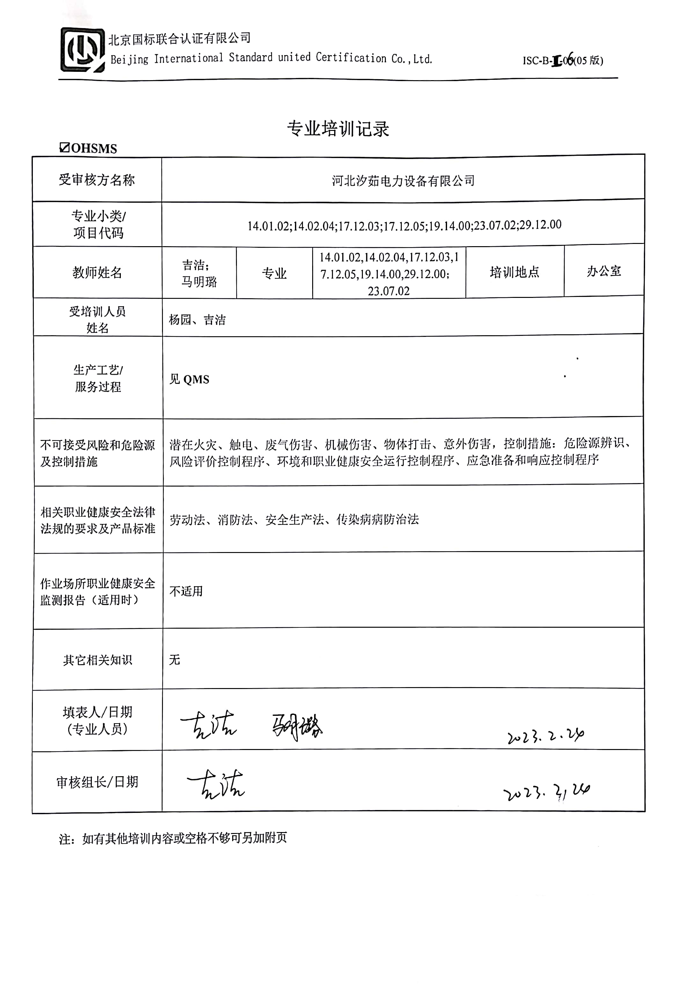 北京国标联合认证有限公司
Beijing International Standard united Certification Co.,Ltd.
ISC-B-I-06(05 版)
专业培训记录
☑OHSMS
受审核方名称
河北汐茹电力设备有限公司
专业小类/
项目代码
14.01.02;14.02.04;17.12.03;17.12.05;19.14.00;23.07.02;29.12.00
教师姓名
吉洁；
马明璐
专业
14.01.02,14.02.04,17.12.03,1
7.12.05,19.14.00,29.12.00；
23.07.02
培训地点
办公室
受培训人员
姓名
杨园、吉洁
生产工艺/
服务过程
见 QMS
不可接受风险和危险源
及控制措施
潜在火灾、触电、废气伤害、机械伤害、物体打击、意外伤害，控制措施：危险源辨识、
风险评价控制程序、环境和职业健康安全运行控制程序、应急准备和响应控制程序
相关职业健康安全法律
法规的要求及产品标准
劳动法、消防法、安全生产法、传染病病防治法
作业场所职业健康安全
监测报告（适用时）
不适用
其它相关知识
无
填表人/日期
（专业人员）
吉洁 马明璐 2023.2.24
审核组长/日期
吉洁 2023.2,24
注：如有其他培训内容或空格不够可另加附页